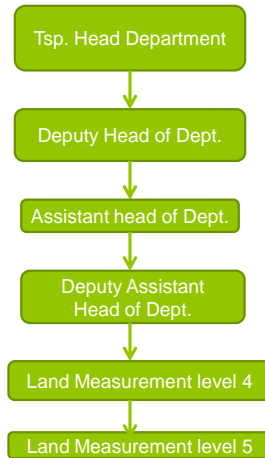 Tsp. Head Department
Deputy Head of Dept.
Assistant head of Dept.
Deputy Assistant
Head of Dept.
Land Measurement level 4
Land Measurement level 5